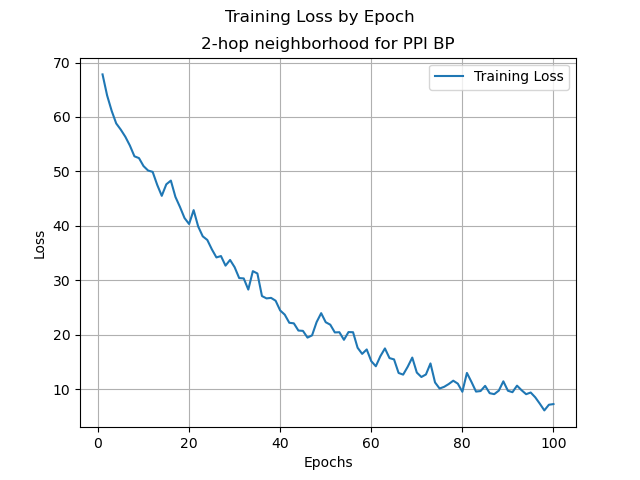 Training Loss by Epoch
2-hop neighborhood for PPI BP
Training Loss
70
60
50
40
30
20
10
Loss
0 20 40 60 80 100
Epochs